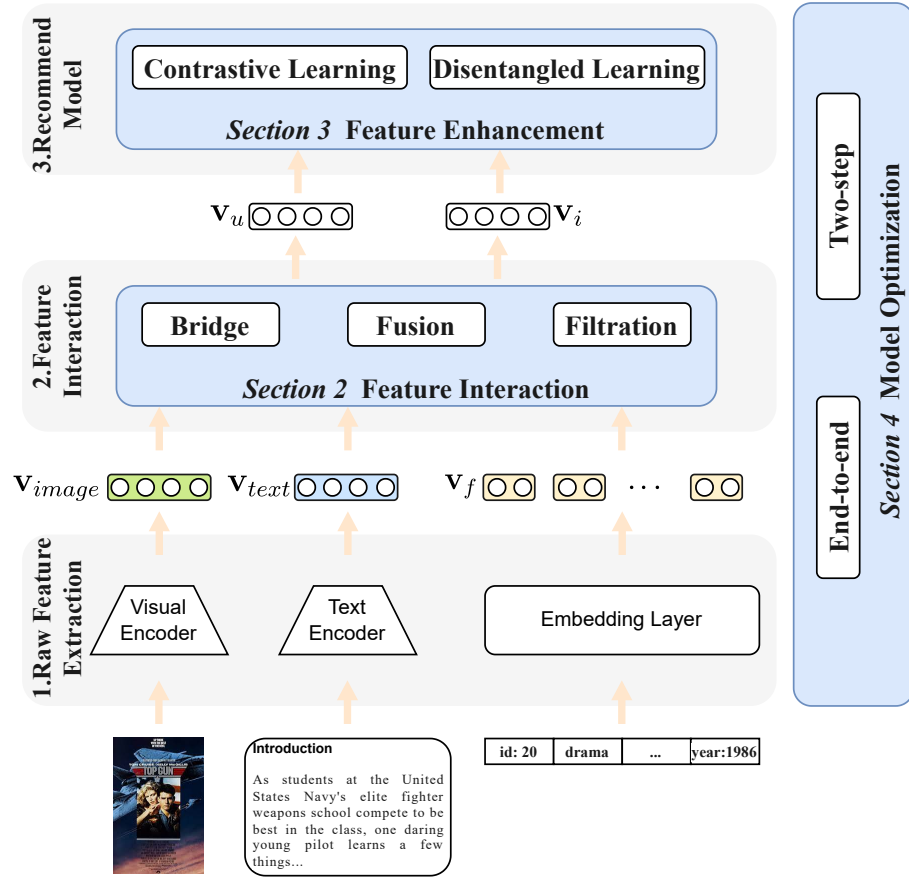 3.Recommend
Model
Contrastive Learning
Disentangled Learning
Section 3 Feature Enhancement
v_u
v_i
2.Feature
Interaction
Bridge
Fusion
Filtration
Section 2 Feature Interaction
v_image
v_text
v_f
...
1.Raw Feature
Extraction
Visual
Encoder
Text
Encoder
Embedding Layer
TOP GUN
Introduction
As students at the United
States Navy's elite fighter
weapons school compete to be
best in the class, one daring
young pilot learns a few
things...
id: 20
drama
...
year:1986
Two-step
End-to-end
Section 4 Model Optimization